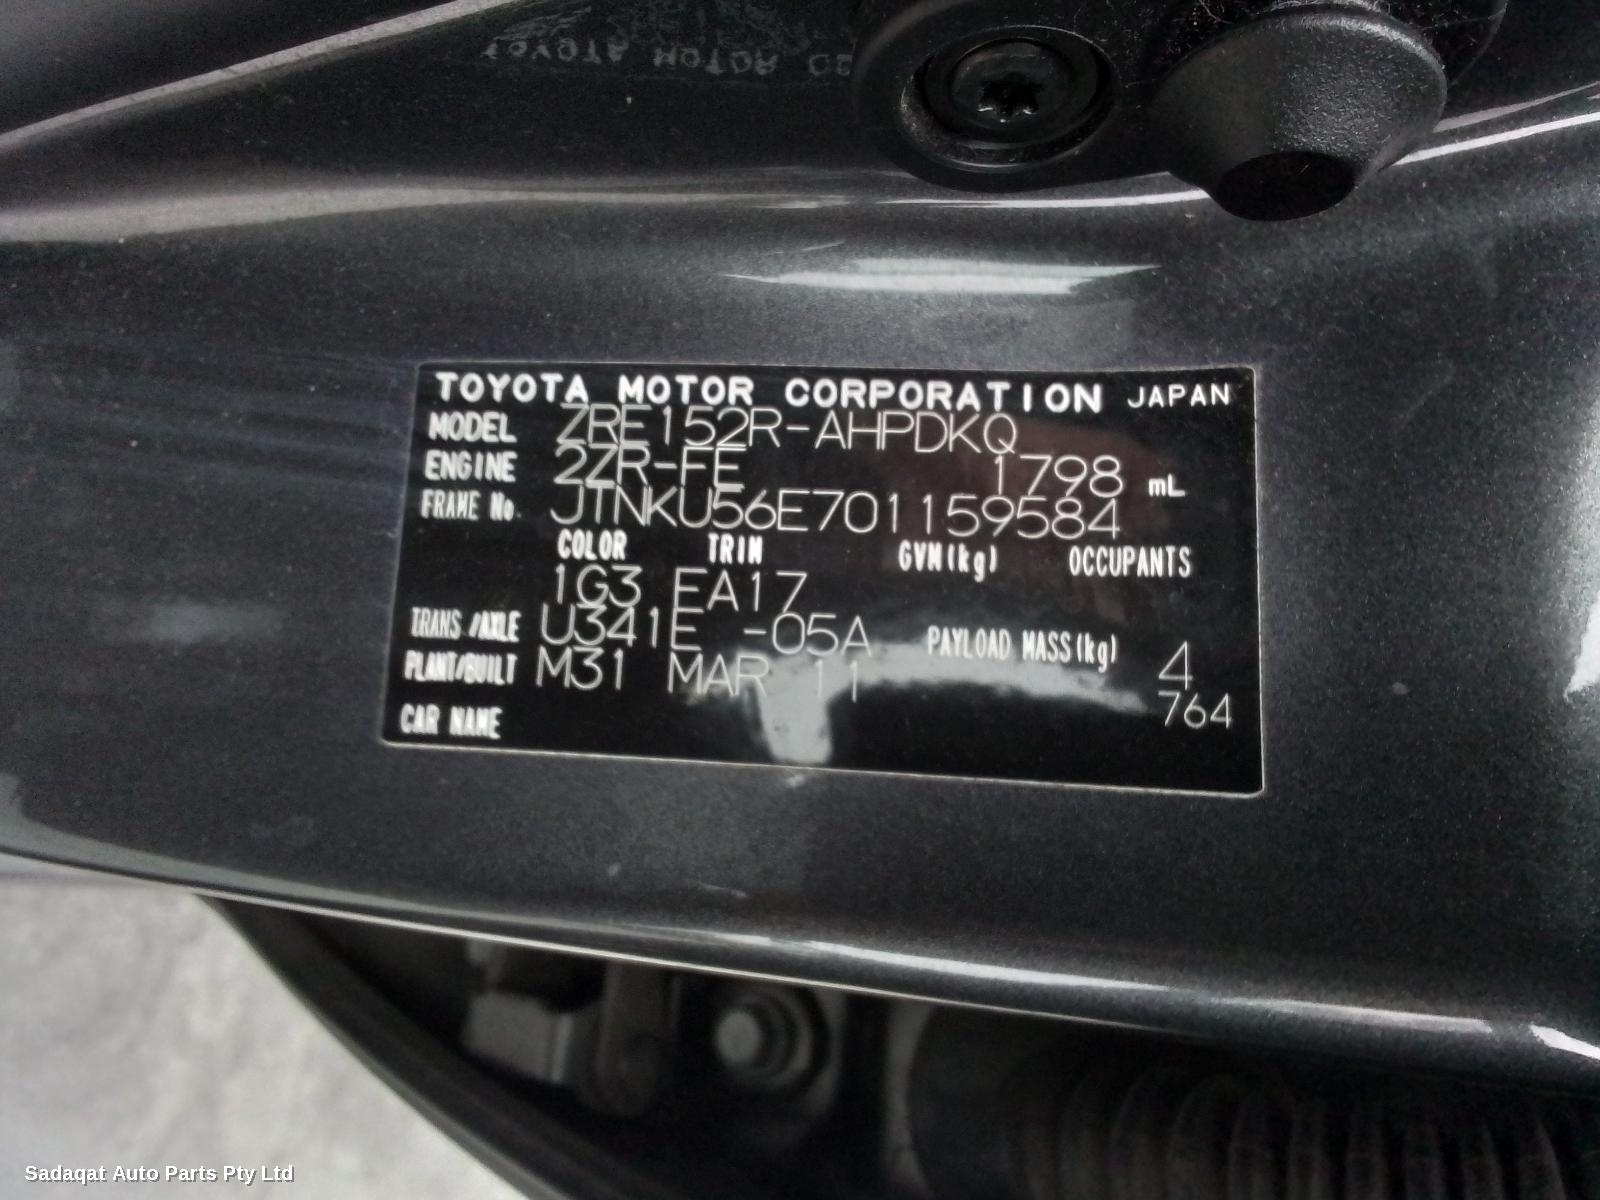 TOYOTA MOTOR CORPORATION JAPAN
MODEL ZRE152R-AHPDKQ
ENGINE 2ZR-FE 1798 mL
FRAME No. JTNKU56E701159584
COLOR TRIM GVM(kg) OCCUPANTS
1G3 EA17
TRANS./AXLE U341E -05A PAYLOAD MASS(kg) 4
PLANT/BUILT M31 MAR 11 764
CAR NAME
Sadaqat Auto Parts Pty Ltd